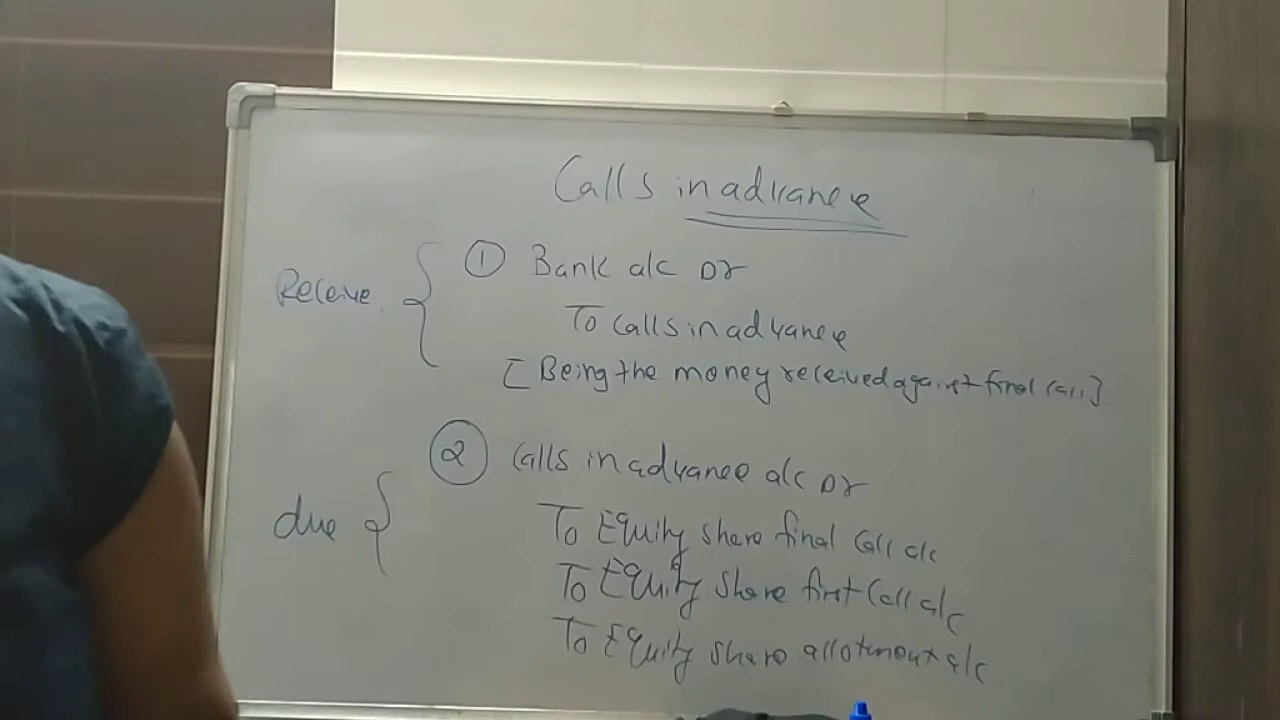 Calls in advance
Receive ① Bank a/c Dr
To Calls in advance
[Being the money received against final call]
② Calls in advance a/c Dr
due
To Equity share final Call a/c
To Equity share first Call a/c
To Equity share allotment a/c